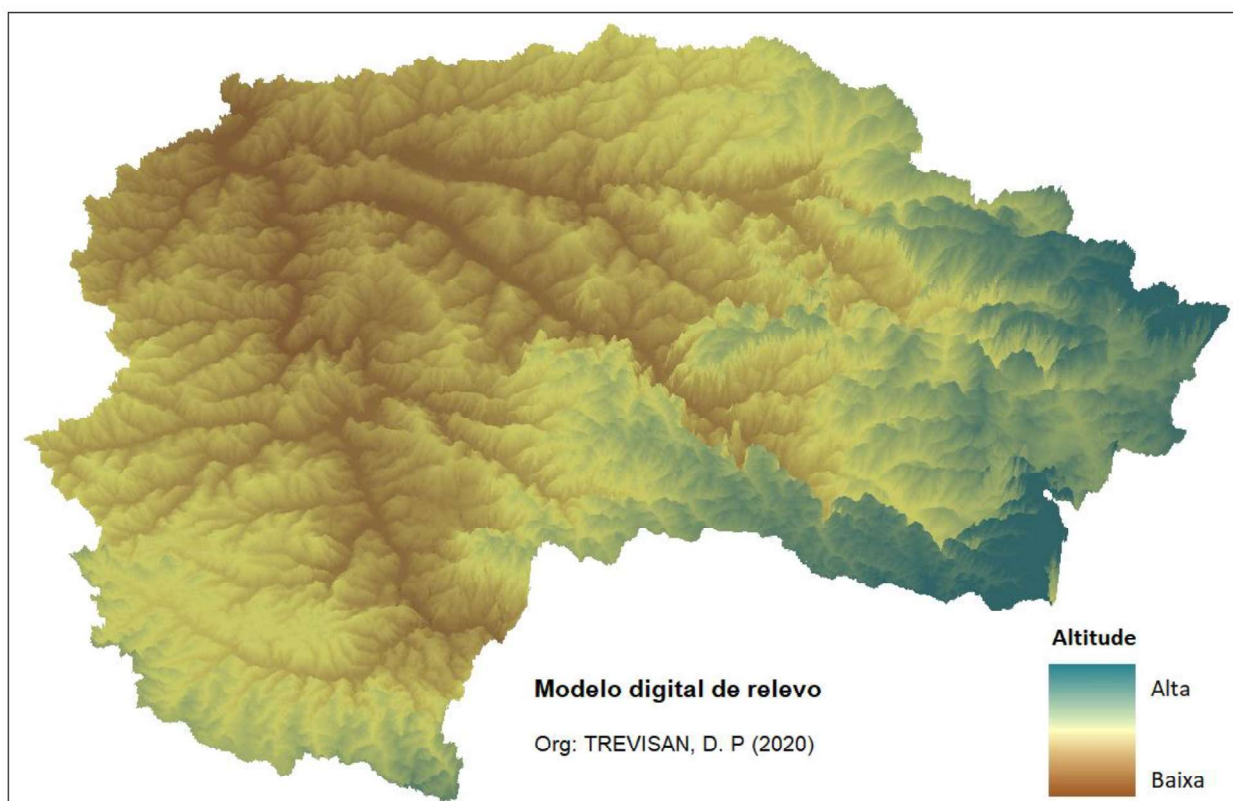 Modelo digital de relevo
Org: TREVISAN, D. P (2020)
Altitude
Alta
Baixa